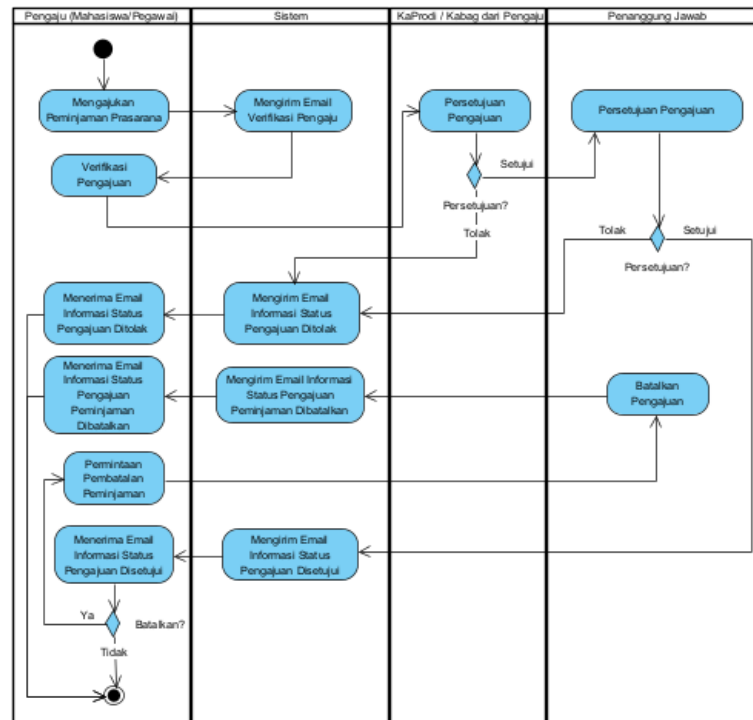 Pengaju (Mahasiswa/Pegawai)
Sistem
KaProdi / Kabag dari Pengaju
Penanggung Jawab
Mengajukan
Peminjaman Prasarana
Mengirim Email
Verifikasi Pengaju
Persetujuan
Pengajuan
Persetujuan Pengajuan
Verifikasi
Pengajuan
Setujui
Persetujuan?
Tolak
Tolak
Setujui
Persetujuan?
Menerima Email
Informasi Status
Pengajuan Ditolak
Mengirim Email
Informasi Status
Pengajuan Ditolak
Menerima Email
Informasi Status
Pengajuan
Peminjaman
Dibatalkan
Mengirim Email Informasi
Status Pengajuan
Peminjaman Dibatalkan
Batalkan
Pengajuan
Permintaan
Pembatalan
Peminjaman
Menerima Email
Informasi Status
Pengajuan Disetujui
Mengirim Email
Informasi Status
Pengajuan Disetujui
Ya
Batalkan?
Tidak